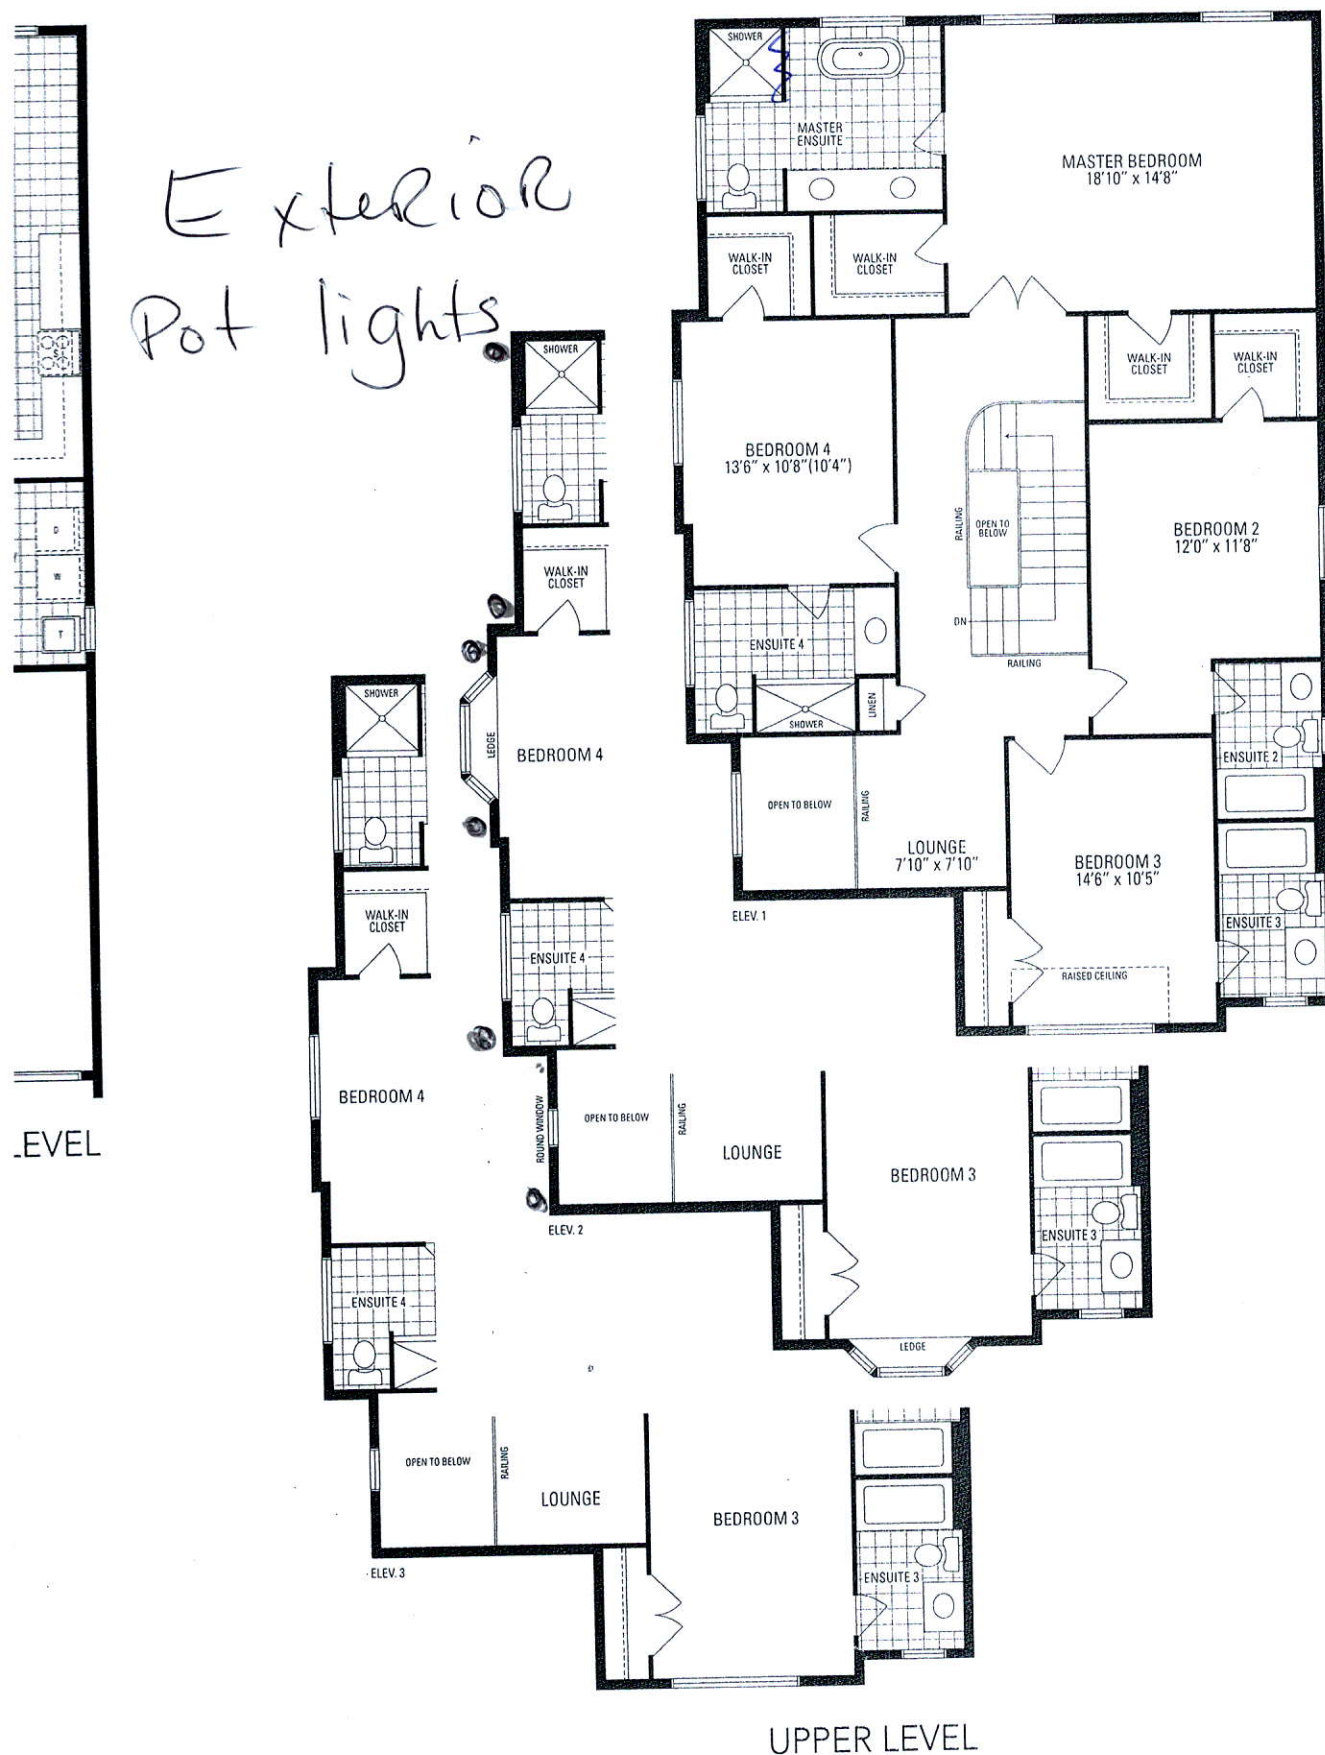 Exterior
Pot lights
S
D
W
T
LEVEL
SHOWER
MASTER
ENSUITE
MASTER BEDROOM
18'10" x 14'8"
WALK-IN
CLOSET
WALK-IN
CLOSET
WALK-IN
CLOSET
WALK-IN
CLOSET
BEDROOM 4
13'6" x 10'8"(10'4")
RAILING
OPEN TO
BELOW
DN
RAILING
BEDROOM 2
12'0" x 11'8"
ENSUITE 4
SHOWER
LINEN
ENSUITE 2
OPEN TO BELOW
RAILING
LOUNGE
7'10" x 7'10"
BEDROOM 3
14'6" x 10'5"
ENSUITE 3
RAISED CEILING
ELEV. 1
SHOWER
WALK-IN
CLOSET
LEDGE
BEDROOM 4
ENSUITE 4
ROUND WINDOW
OPEN TO BELOW
RAILING
LOUNGE
BEDROOM 3
ENSUITE 3
LEDGE
ELEV. 2
SHOWER
WALK-IN
CLOSET
BEDROOM 4
ENSUITE 4
OPEN TO BELOW
RAILING
LOUNGE
BEDROOM 3
ENSUITE 3
ELEV. 3
UPPER LEVEL